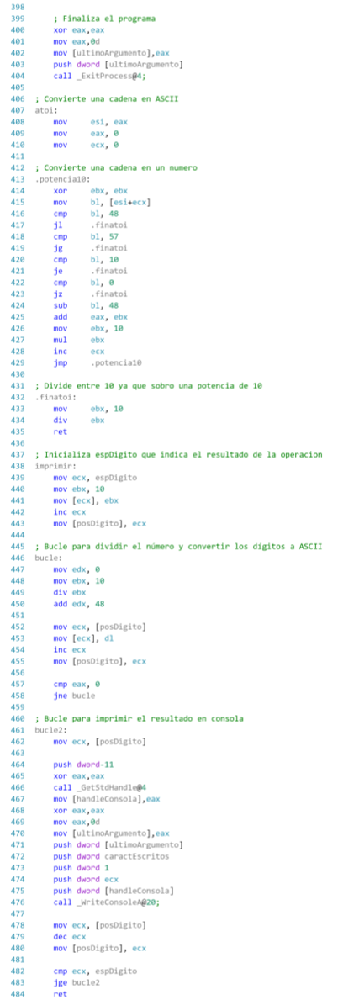 398
399 ; Finaliza el programa
400 xor eax,eax
401 mov eax,0d
402 mov [ultimoArgumento],eax
403 push dword [ultimoArgumento]
404 call _ExitProcess@4;
405
406 ; Convierte una cadena en ASCII
407 atoi:
408 mov esi, eax
409 mov eax, 0
410 mov ecx, 0
411
412 ; Convierte una cadena en un numero
413 .potencia10:
414 xor ebx, ebx
415 mov bl, [esi+ecx]
416 cmp bl, 48
417 jl .finatoi
418 cmp bl, 57
419 jg .finatoi
420 cmp bl, 10
421 je .finatoi
422 cmp bl, 0
423 jz .finatoi
424 sub bl, 48
425 add eax, ebx
426 mov ebx, 10
427 mul ebx
428 inc ecx
429 jmp .potencia10
430
431 ; Divide entre 10 ya que sobro una potencia de 10
432 .finatoi:
433 mov ebx, 10
434 div ebx
435 ret
436
437 ; Inicializa espDigito que indica el resultado de la operacion
438 imprimir:
439 mov ecx, espDigito
440 mov ebx, 10
441 mov [ecx], ebx
442 inc ecx
443 mov [posDigito], ecx
444
445 ; Bucle para dividir el número y convertir los dígitos a ASCII
446 bucle:
447 mov edx, 0
448 mov ebx, 10
449 div ebx
450 add edx, 48
451
452 mov ecx, [posDigito]
453 mov [ecx], dl
454 inc ecx
455 mov [posDigito], ecx
456
457 cmp eax, 0
458 jne bucle
459
460 ; Bucle para imprimir el resultado en consola
461 bucle2:
462 mov ecx, [posDigito]
463
464 push dword-11
465 xor eax,eax
466 call _GetStdHandle@4
467 mov [handleConsola],eax
468 xor eax,eax
469 mov eax,0d
470 mov [ultimoArgumento],eax
471 push dword [ultimoArgumento]
472 push dword caractEscritos
473 push dword 1
474 push dword ecx
475 push dword [handleConsola]
476 call _WriteConsoleA@20;
477
478 mov ecx, [posDigito]
479 dec ecx
480 mov [posDigito], ecx
481
482 cmp ecx, espDigito
483 jge bucle2
484 ret